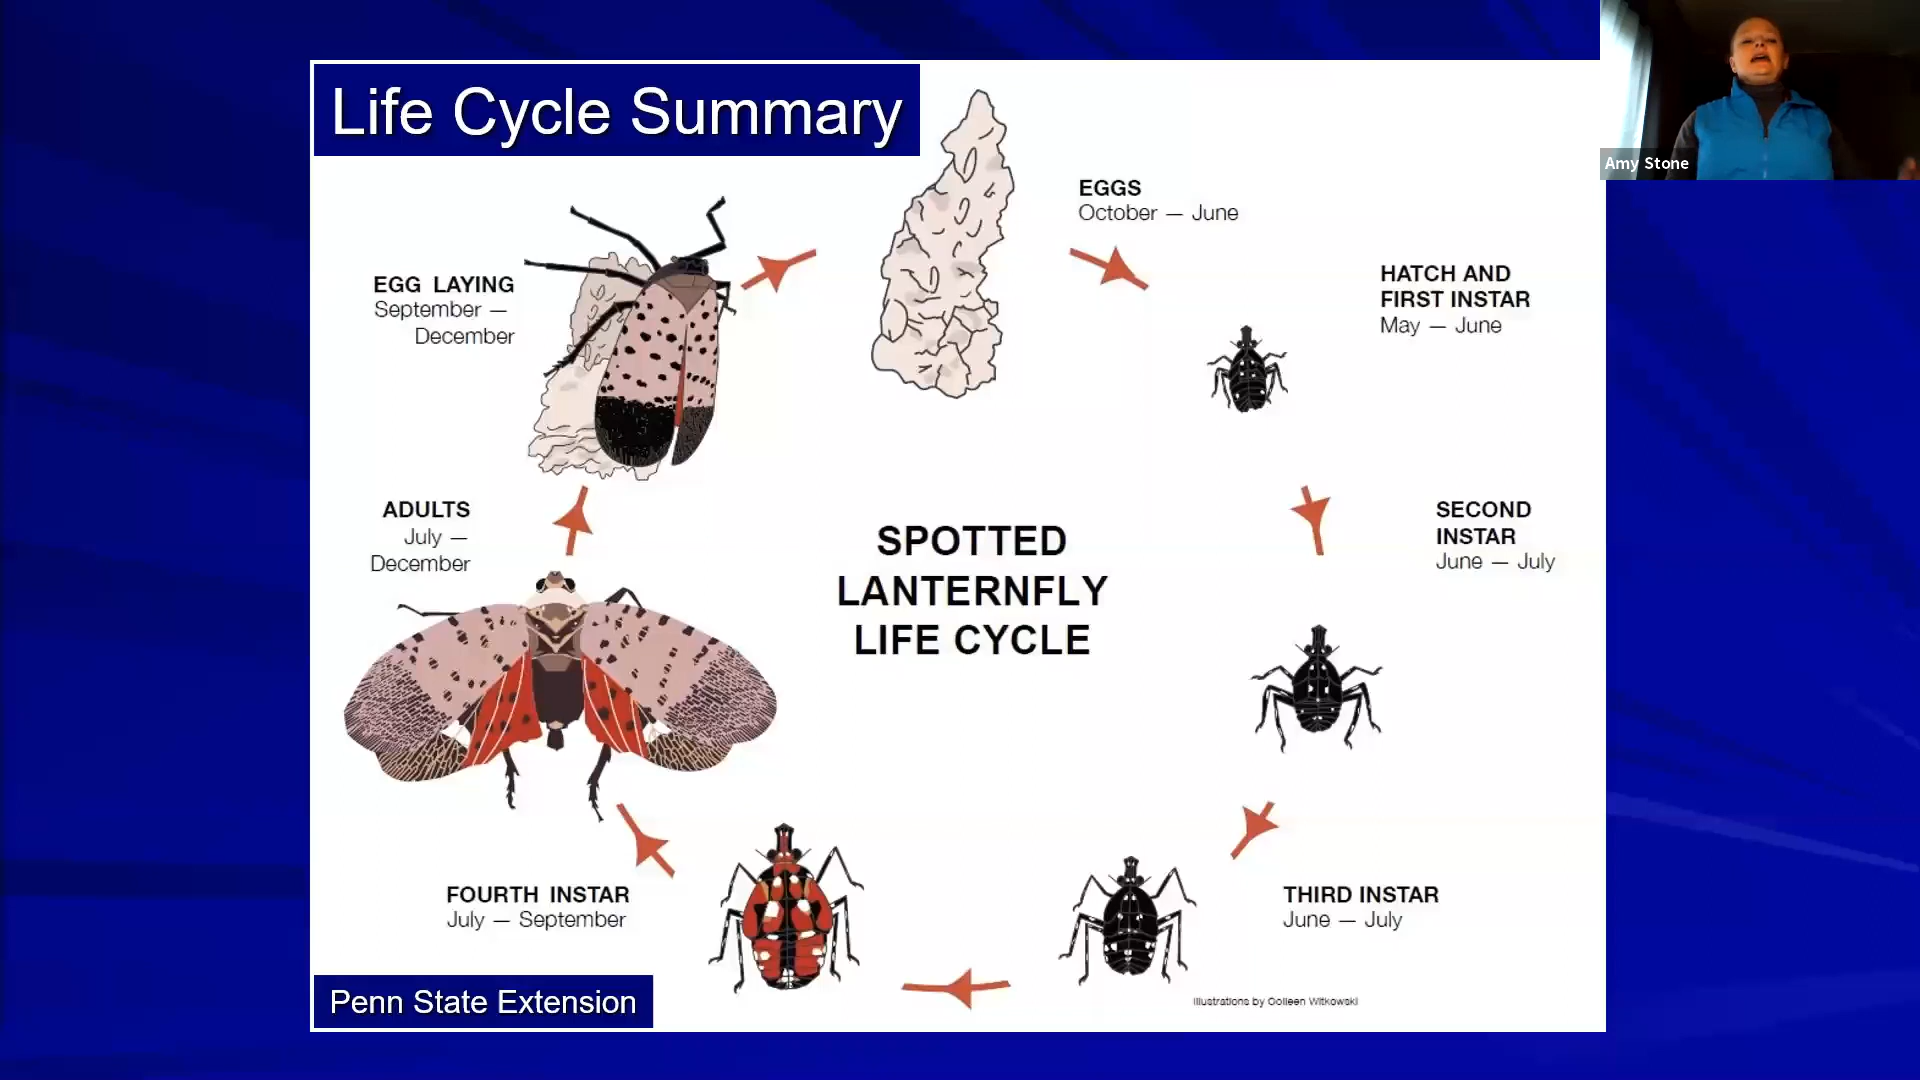 Life Cycle Summary
Amy Stone
EGGS
October — June
HATCH AND
FIRST INSTAR
May — June
EGG LAYING
September —
December
SECOND
INSTAR
June — July
ADULTS
July —
December
SPOTTED
LANTERNFLY
LIFE CYCLE
THIRD INSTAR
June — July
FOURTH INSTAR
July — September
Penn State Extension
Illustrations by Colleen Witkowski